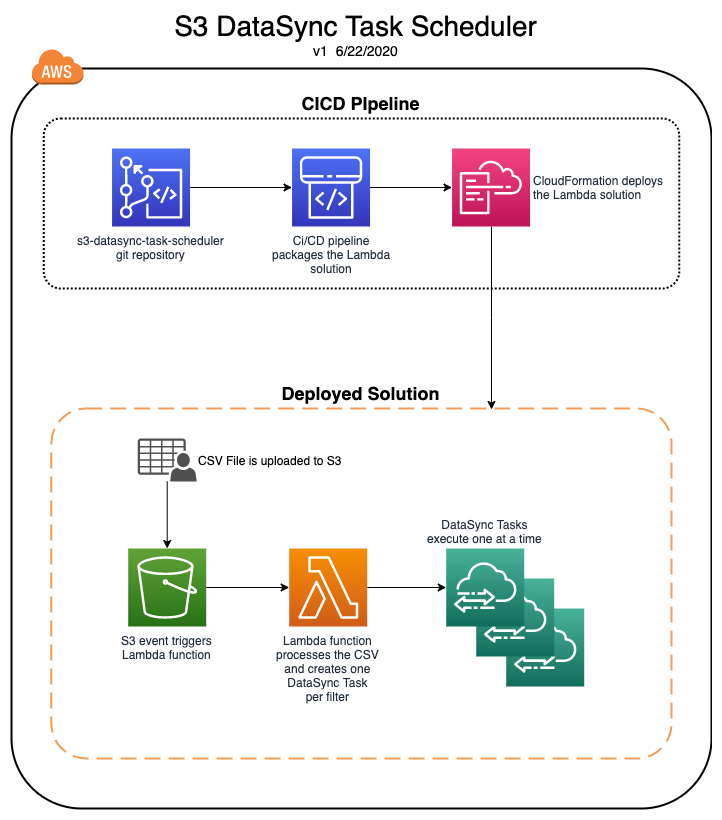 S3 DataSync Task Scheduler
v1 6/22/2020
AWS
CICD PIpeline
CloudFormation deploys
the Lambda solution
s3-datasync-task-scheduler
git repository
Ci/CD pipeline
packages the Lambda
solution
Deployed Solution
CSV File is uploaded to S3
DataSync Tasks
execute one at a time
S3 event triggers
Lambda function
Lambda function
processes the CSV
and creates one
DataSync Task
per filter